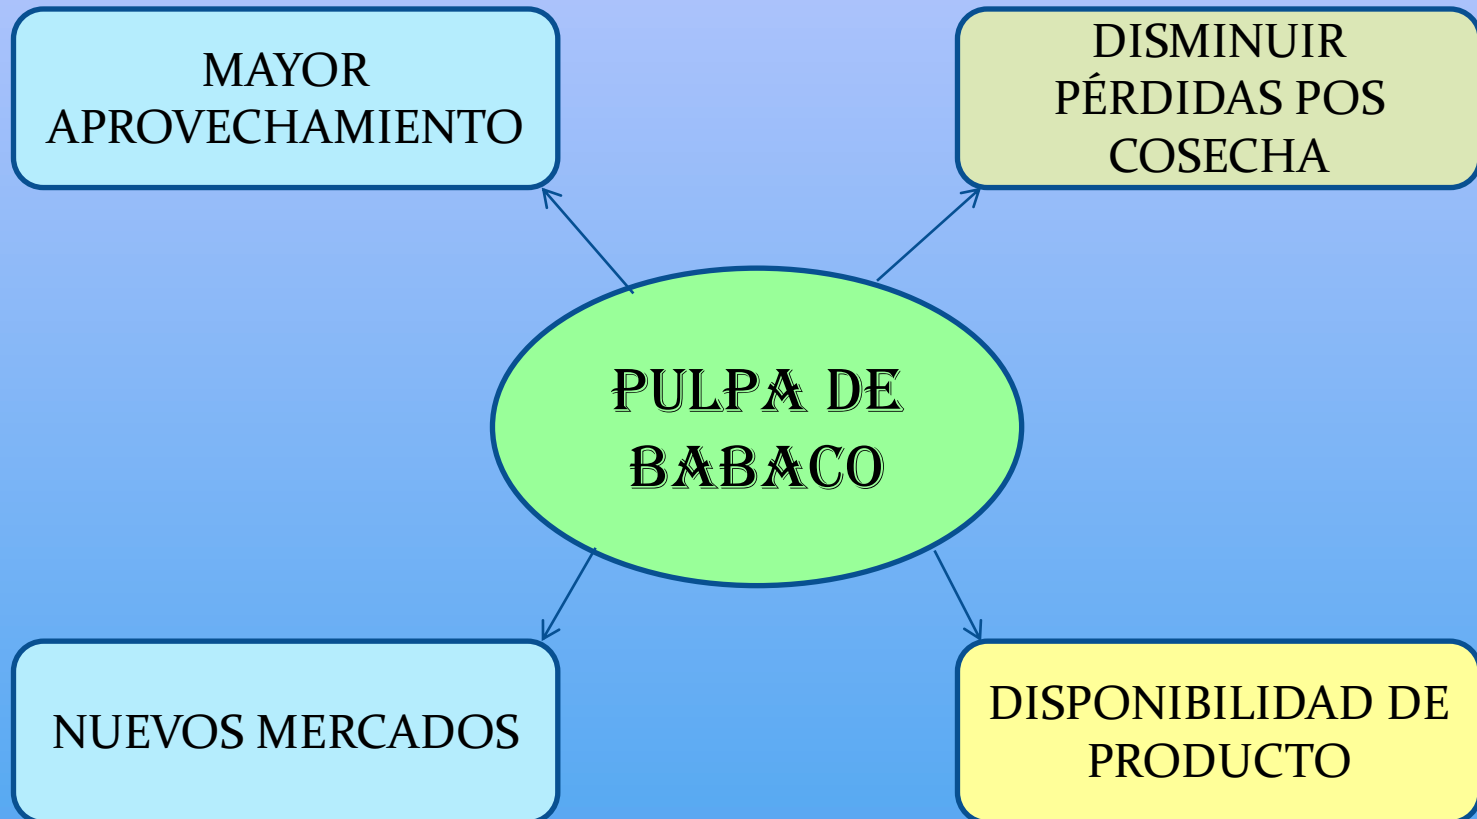 MAYOR
APROVECHAMIENTO
DISMINUIR
PÉRDIDAS POS
COSECHA
PULPA DE
BABACO
NUEVOS MERCADOS
DISPONIBILIDAD DE
PRODUCTO